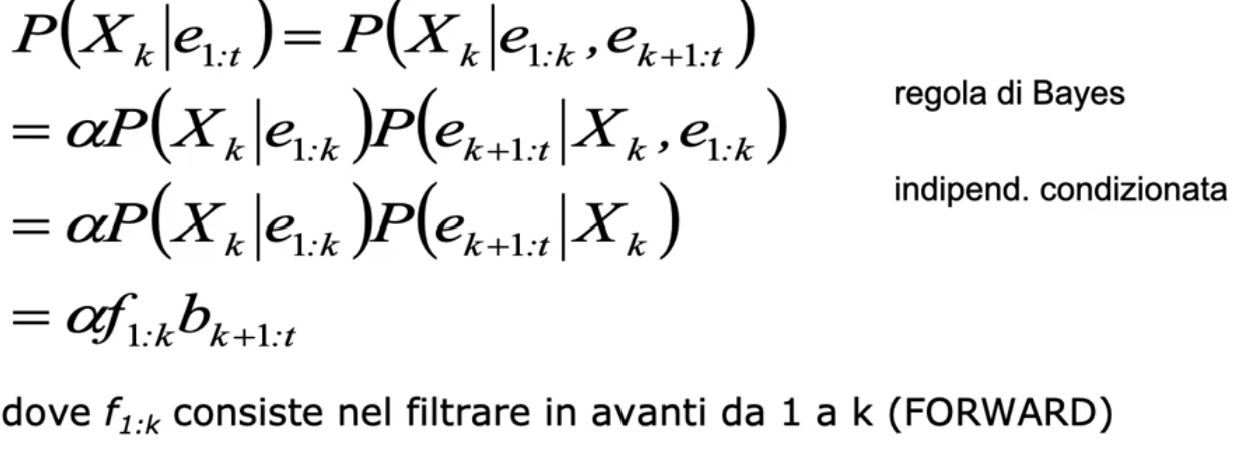 P(X_k|e_{1:t}) = P(X_k|e_{1:k}, e_{k+1:t})
regola di Bayes
= αP(X_k|e_{1:k})P(e_{k+1:t}|X_k, e_{1:k})
indipend. condizionata
= αP(X_k|e_{1:k})P(e_{k+1:t}|X_k)
= αf_{1:k}b_{k+1:t}
dove f_{1:k} consiste nel filtrare in avanti da 1 a k (FORWARD)